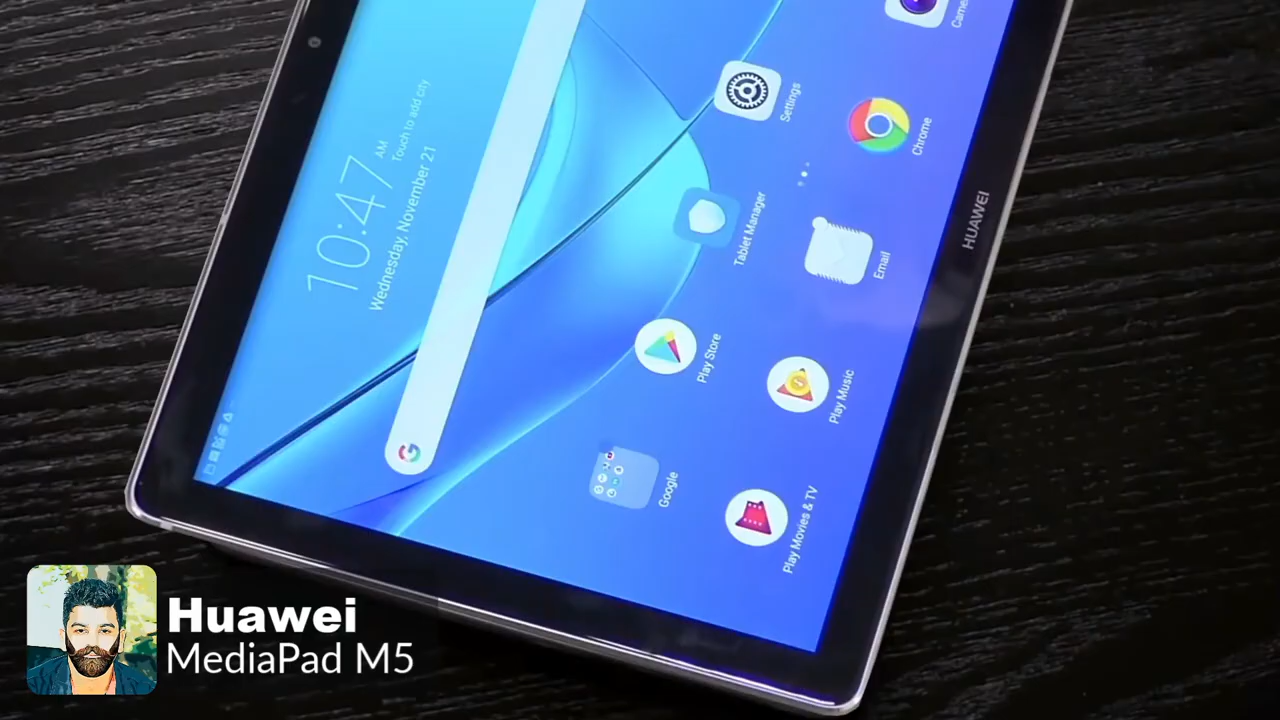 10:47 AM
Touch to add city
Wednesday, November 21
Settings
Chrome
Tablet Manager
Email
Play Store
Play Music
Google
Play Movies & TV
HUAWEI
Huawei
MediaPad M5